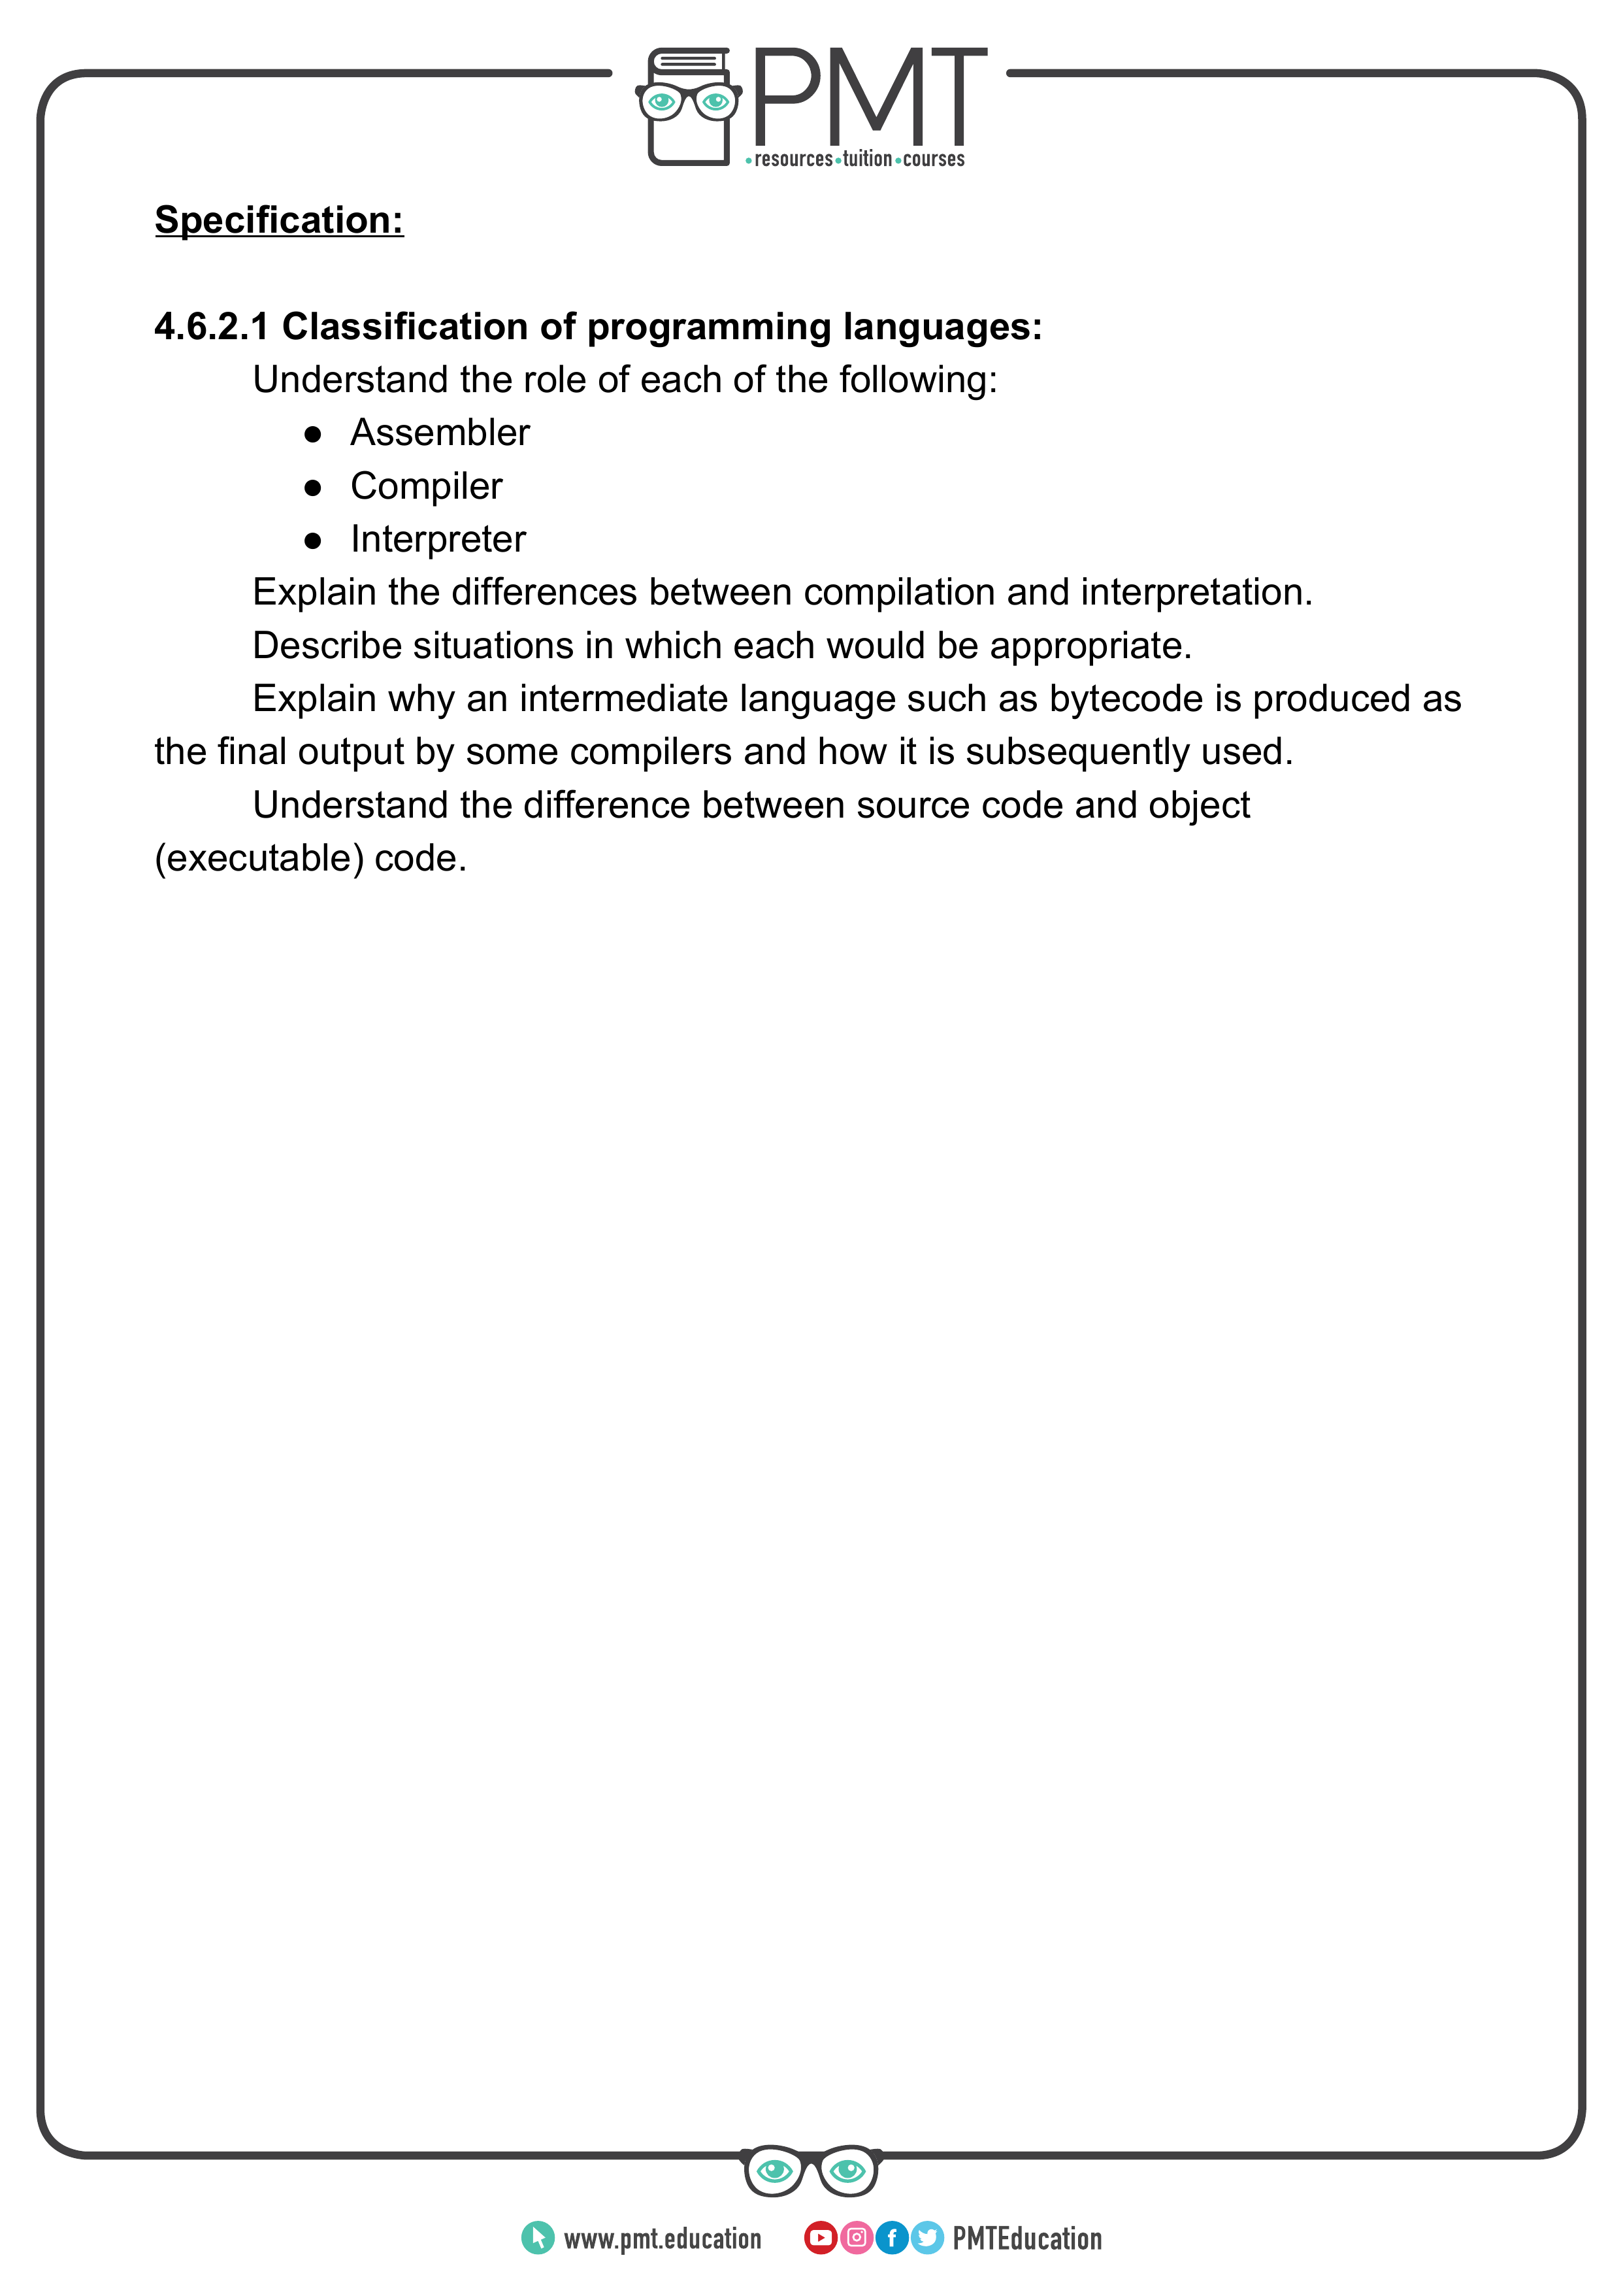 PMT
•resources•tuition•courses
Specification:
4.6.2.1 Classification of programming languages:
Understand the role of each of the following:
● Assembler
● Compiler
● Interpreter
Explain the differences between compilation and interpretation.
Describe situations in which each would be appropriate.
Explain why an intermediate language such as bytecode is produced as
the final output by some compilers and how it is subsequently used.
Understand the difference between source code and object
(executable) code.
www.pmt.education
PMTEducation